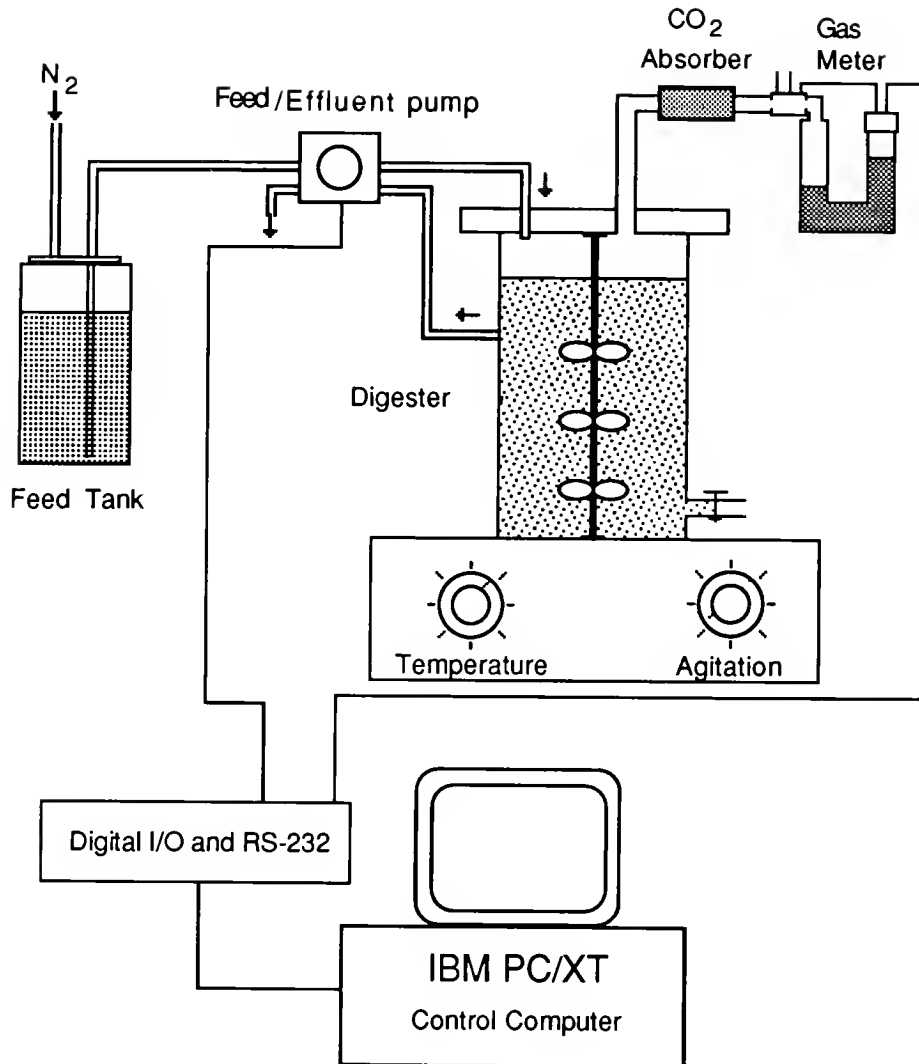 CO2
Absorber
Gas
Meter
N2
Feed/Effluent pump
Digester
Feed Tank
Temperature
Agitation
Digital I/O and RS-232
IBM PC/XT
Control Computer